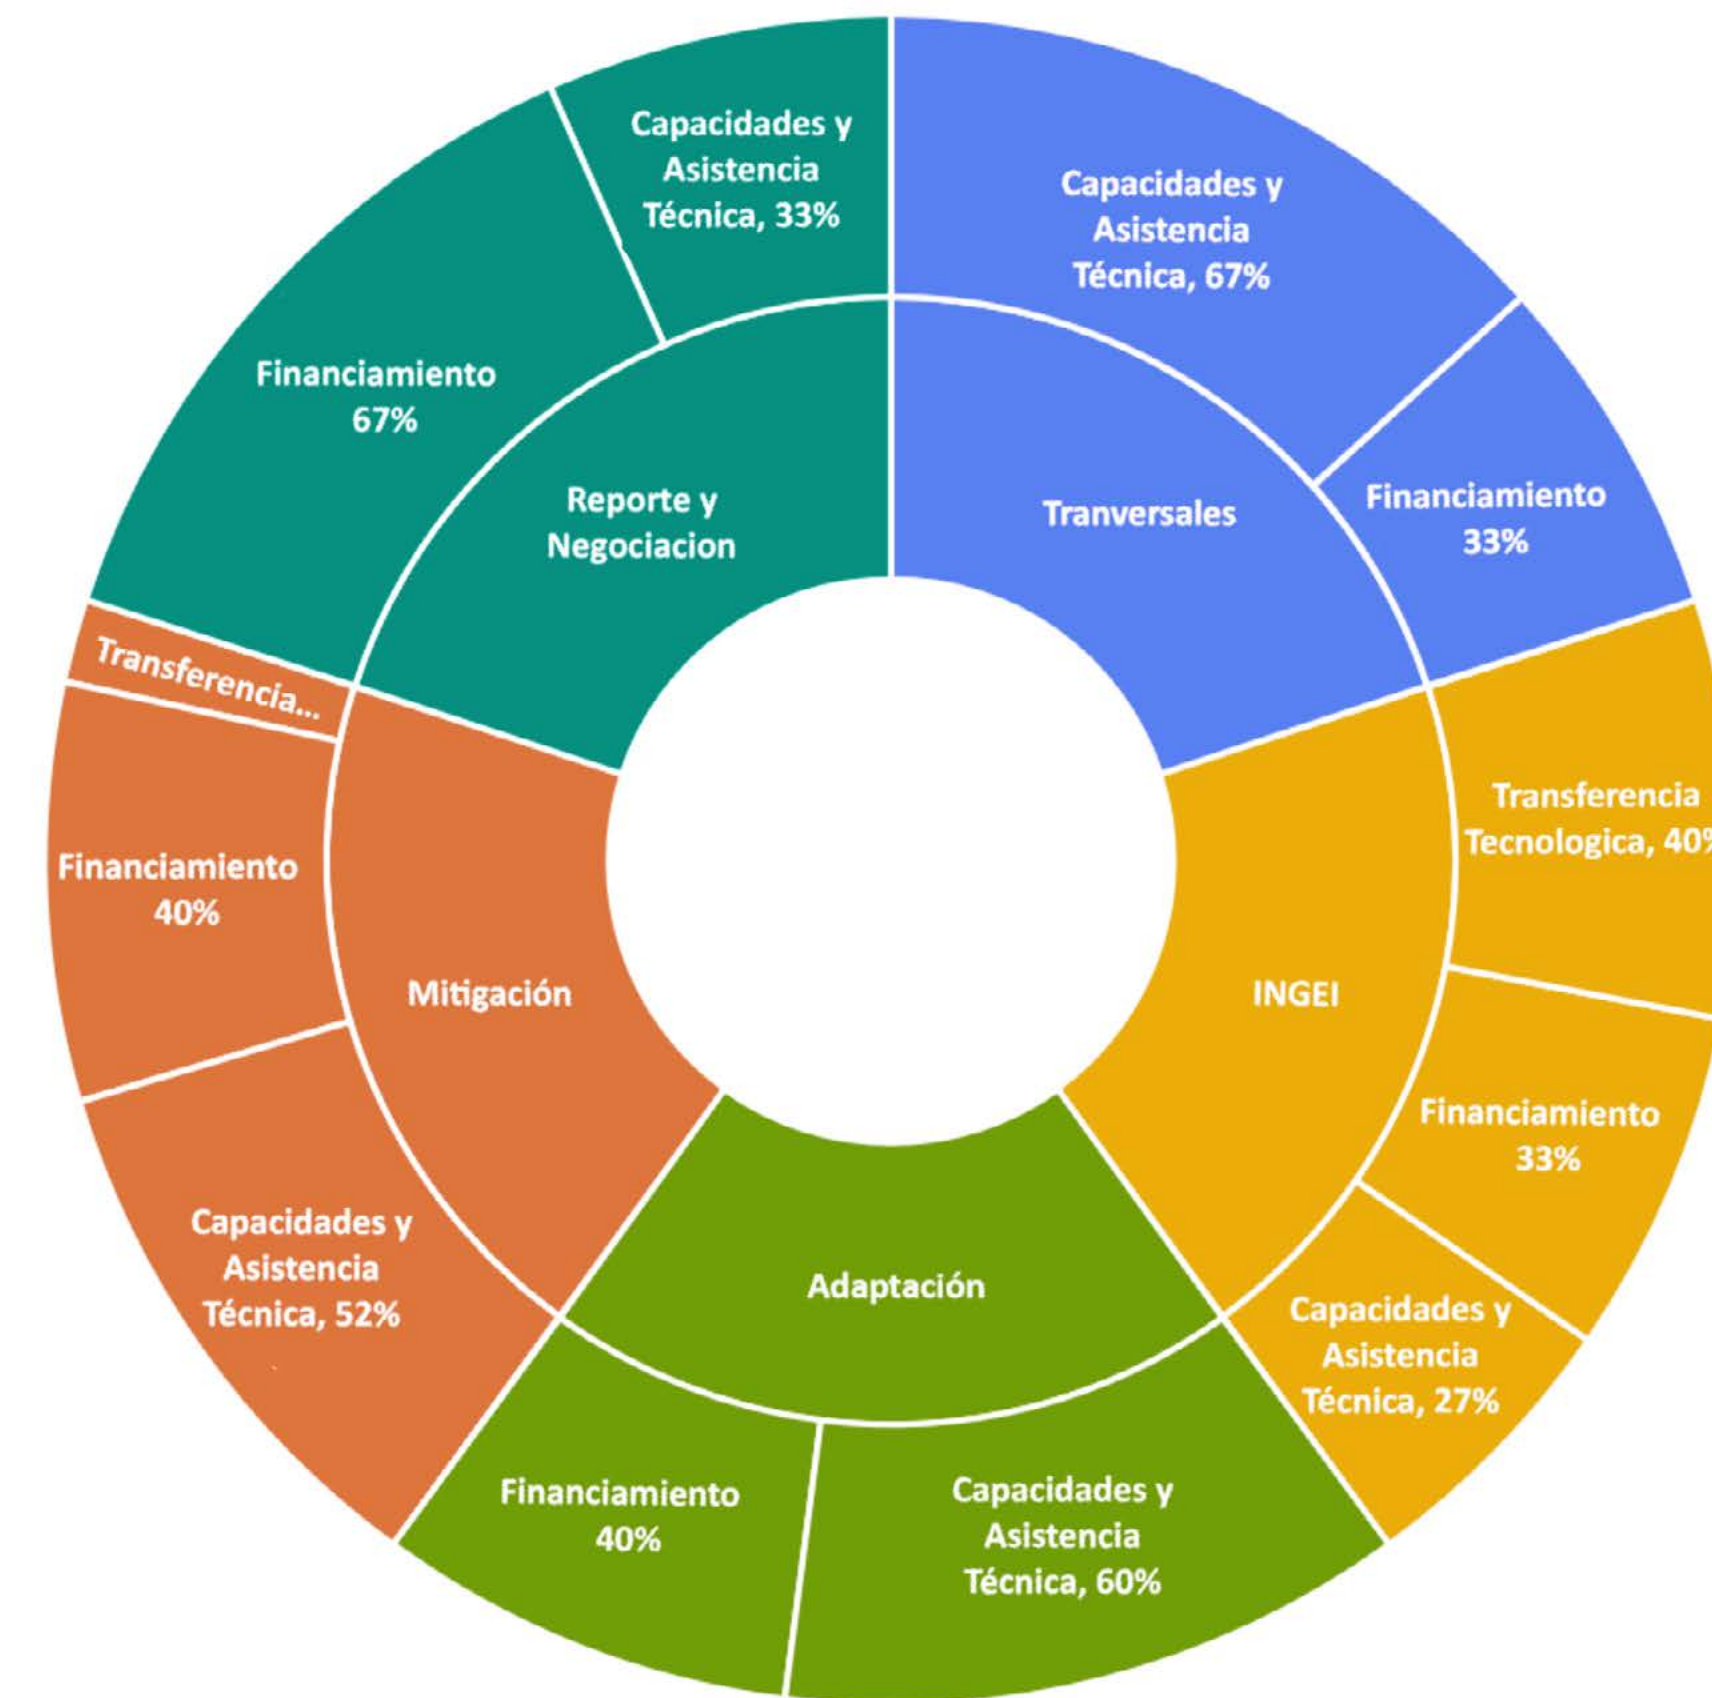 Capacidades y
Asistencia
Técnica, 33%
Capacidades y
Asistencia
Técnica, 67%
Financiamiento
67%
Financiamiento
33%
Reporte y
Negociacion
Tranversales
Transferencia...
Transferencia
Tecnologica, 40%
Financiamiento
40%
Mitigación
INGEI
Financiamiento
33%
Capacidades y
Asistencia
Técnica, 52%
Adaptación
Capacidades y
Asistencia
Técnica, 27%
Financiamiento
40%
Capacidades y
Asistencia
Técnica, 60%